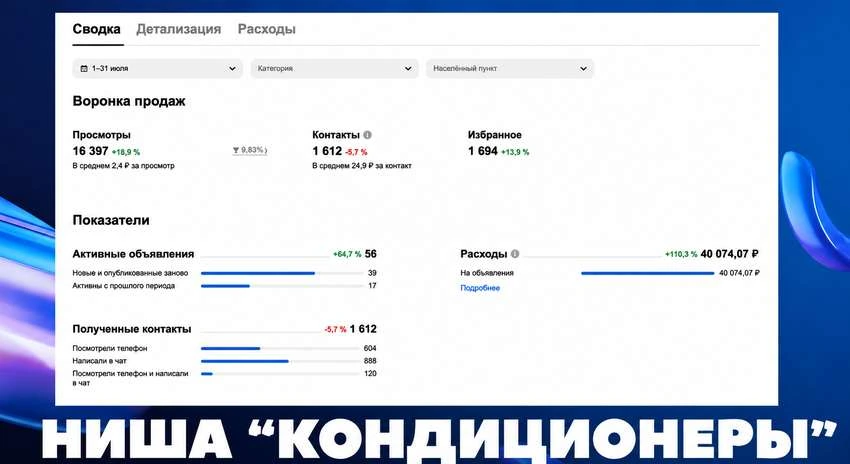 Сводка Детализация Расходы
1–31 июля Категория Населённый пункт
Воронка продаж
Просмотры Контакты Избранное
16 397 +18,9 % 9,83% ) 1 612 -5,7 % 1 694 +13,9 %
В среднем 2,4 ₽ за просмотр В среднем 24,9 ₽ за контакт
Показатели
Активные объявления +64,7 % 56 Расходы +110,3 % 40 074,07 ₽
Новые и опубликованные заново 39 На объявления 40 074,07 ₽
Активны с прошлого периода 17 Подробнее
Полученные контакты -5,7 % 1 612
Посмотрели телефон 604
Написали в чат 888
Посмотрели телефон и написали 120
в чат
НИША “КОНДИЦИОНЕРЫ”